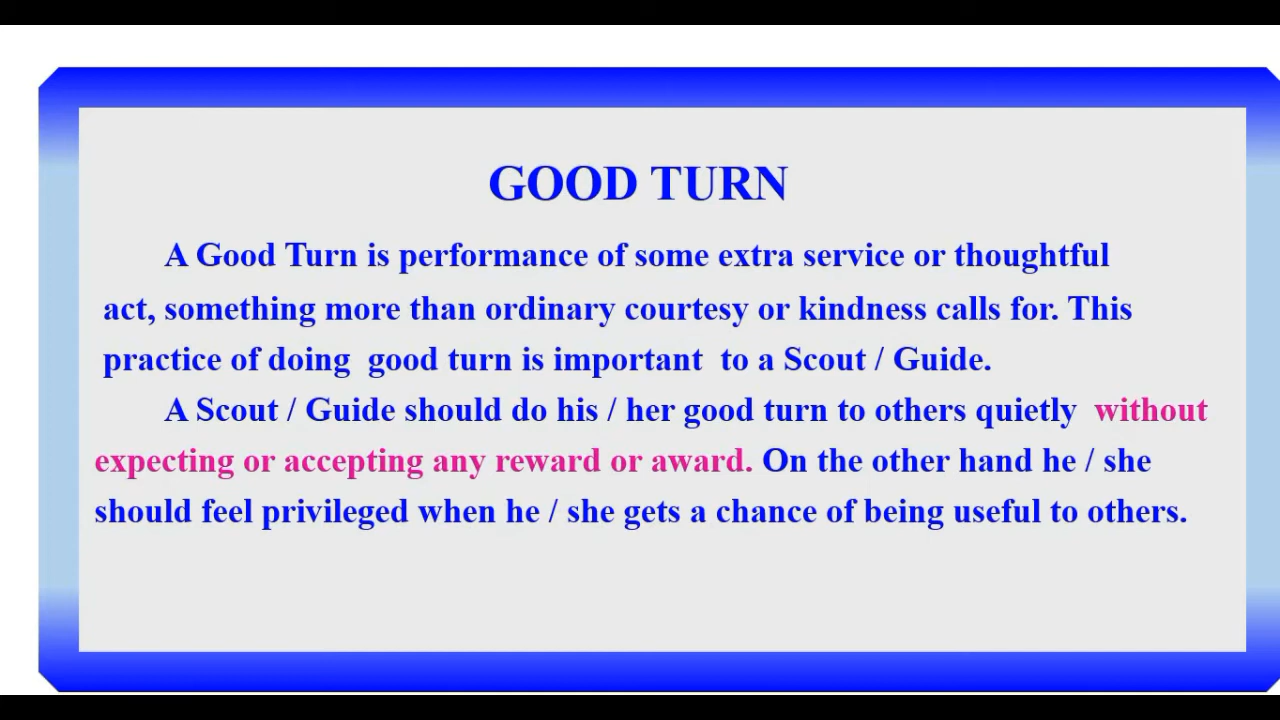 GOOD TURN
A Good Turn is performance of some extra service or thoughtful
act, something more than ordinary courtesy or kindness calls for. This
practice of doing good turn is important to a Scout / Guide.
A Scout / Guide should do his / her good turn to others quietly without
expecting or accepting any reward or award. On the other hand he / she
should feel privileged when he / she gets a chance of being useful to others.